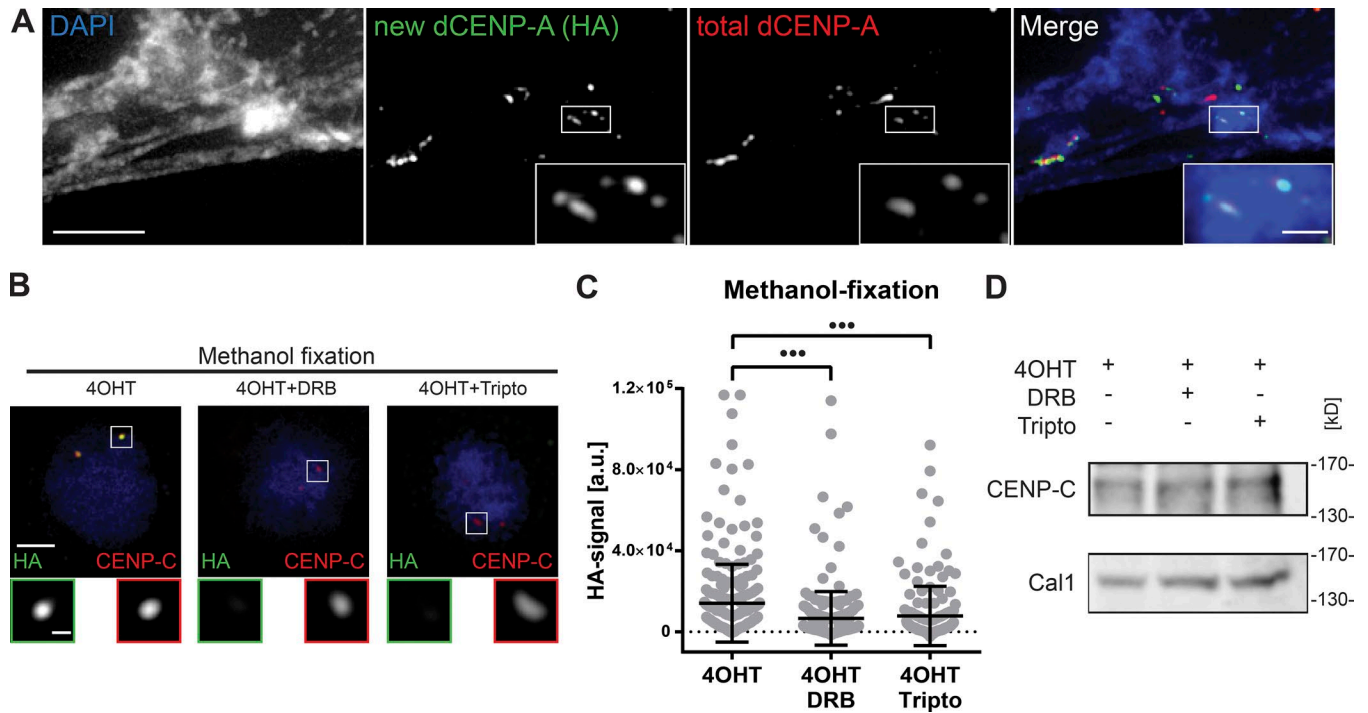 A
DAPI
new dCENP-A (HA)
total dCENP-A
Merge
B
Methanol fixation
4OHT
4OHT+DRB
4OHT+Tripto
HA
CENP-C
HA
CENP-C
HA
CENP-C
C
Methanol-fixation
•••
•••
1.2×10⁵
8.0×10⁴
4.0×10⁴
0
HA-signal [a.u.]
4OHT
4OHT
DRB
4OHT
Tripto
D
4OHT + + +
DRB - + -
Tripto - - +
[kD]
CENP-C
-170-
-130-
Cal1
-170-
-130-